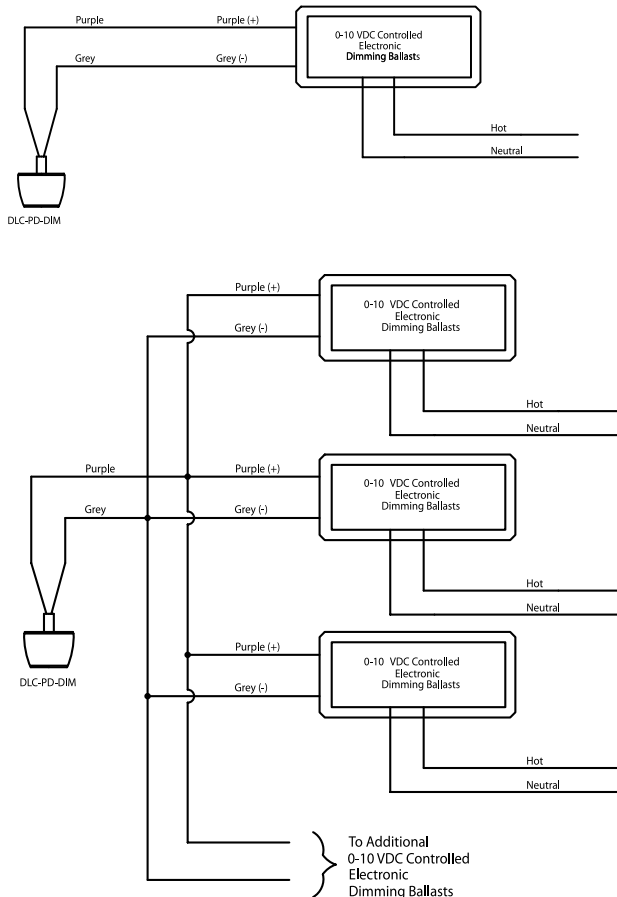 Purple Purple (+)
0-10 VDC Controlled
Electronic
Dimming Ballasts
Grey Grey (-)
Hot
Neutral
DLC-PD-DIM
Purple (+)
0-10 VDC Controlled
Electronic
Dimming Ballasts
Grey (-)
Hot
Neutral
Purple Purple (+)
0-10 VDC Controlled
Electronic
Dimming Ballasts
Grey Grey (-)
Hot
Neutral
DLC-PD-DIM
Purple (+)
0-10 VDC Controlled
Electronic
Dimming Ballasts
Grey (-)
Hot
Neutral
To Additional
0-10 VDC Controlled
Electronic
Dimming Ballasts